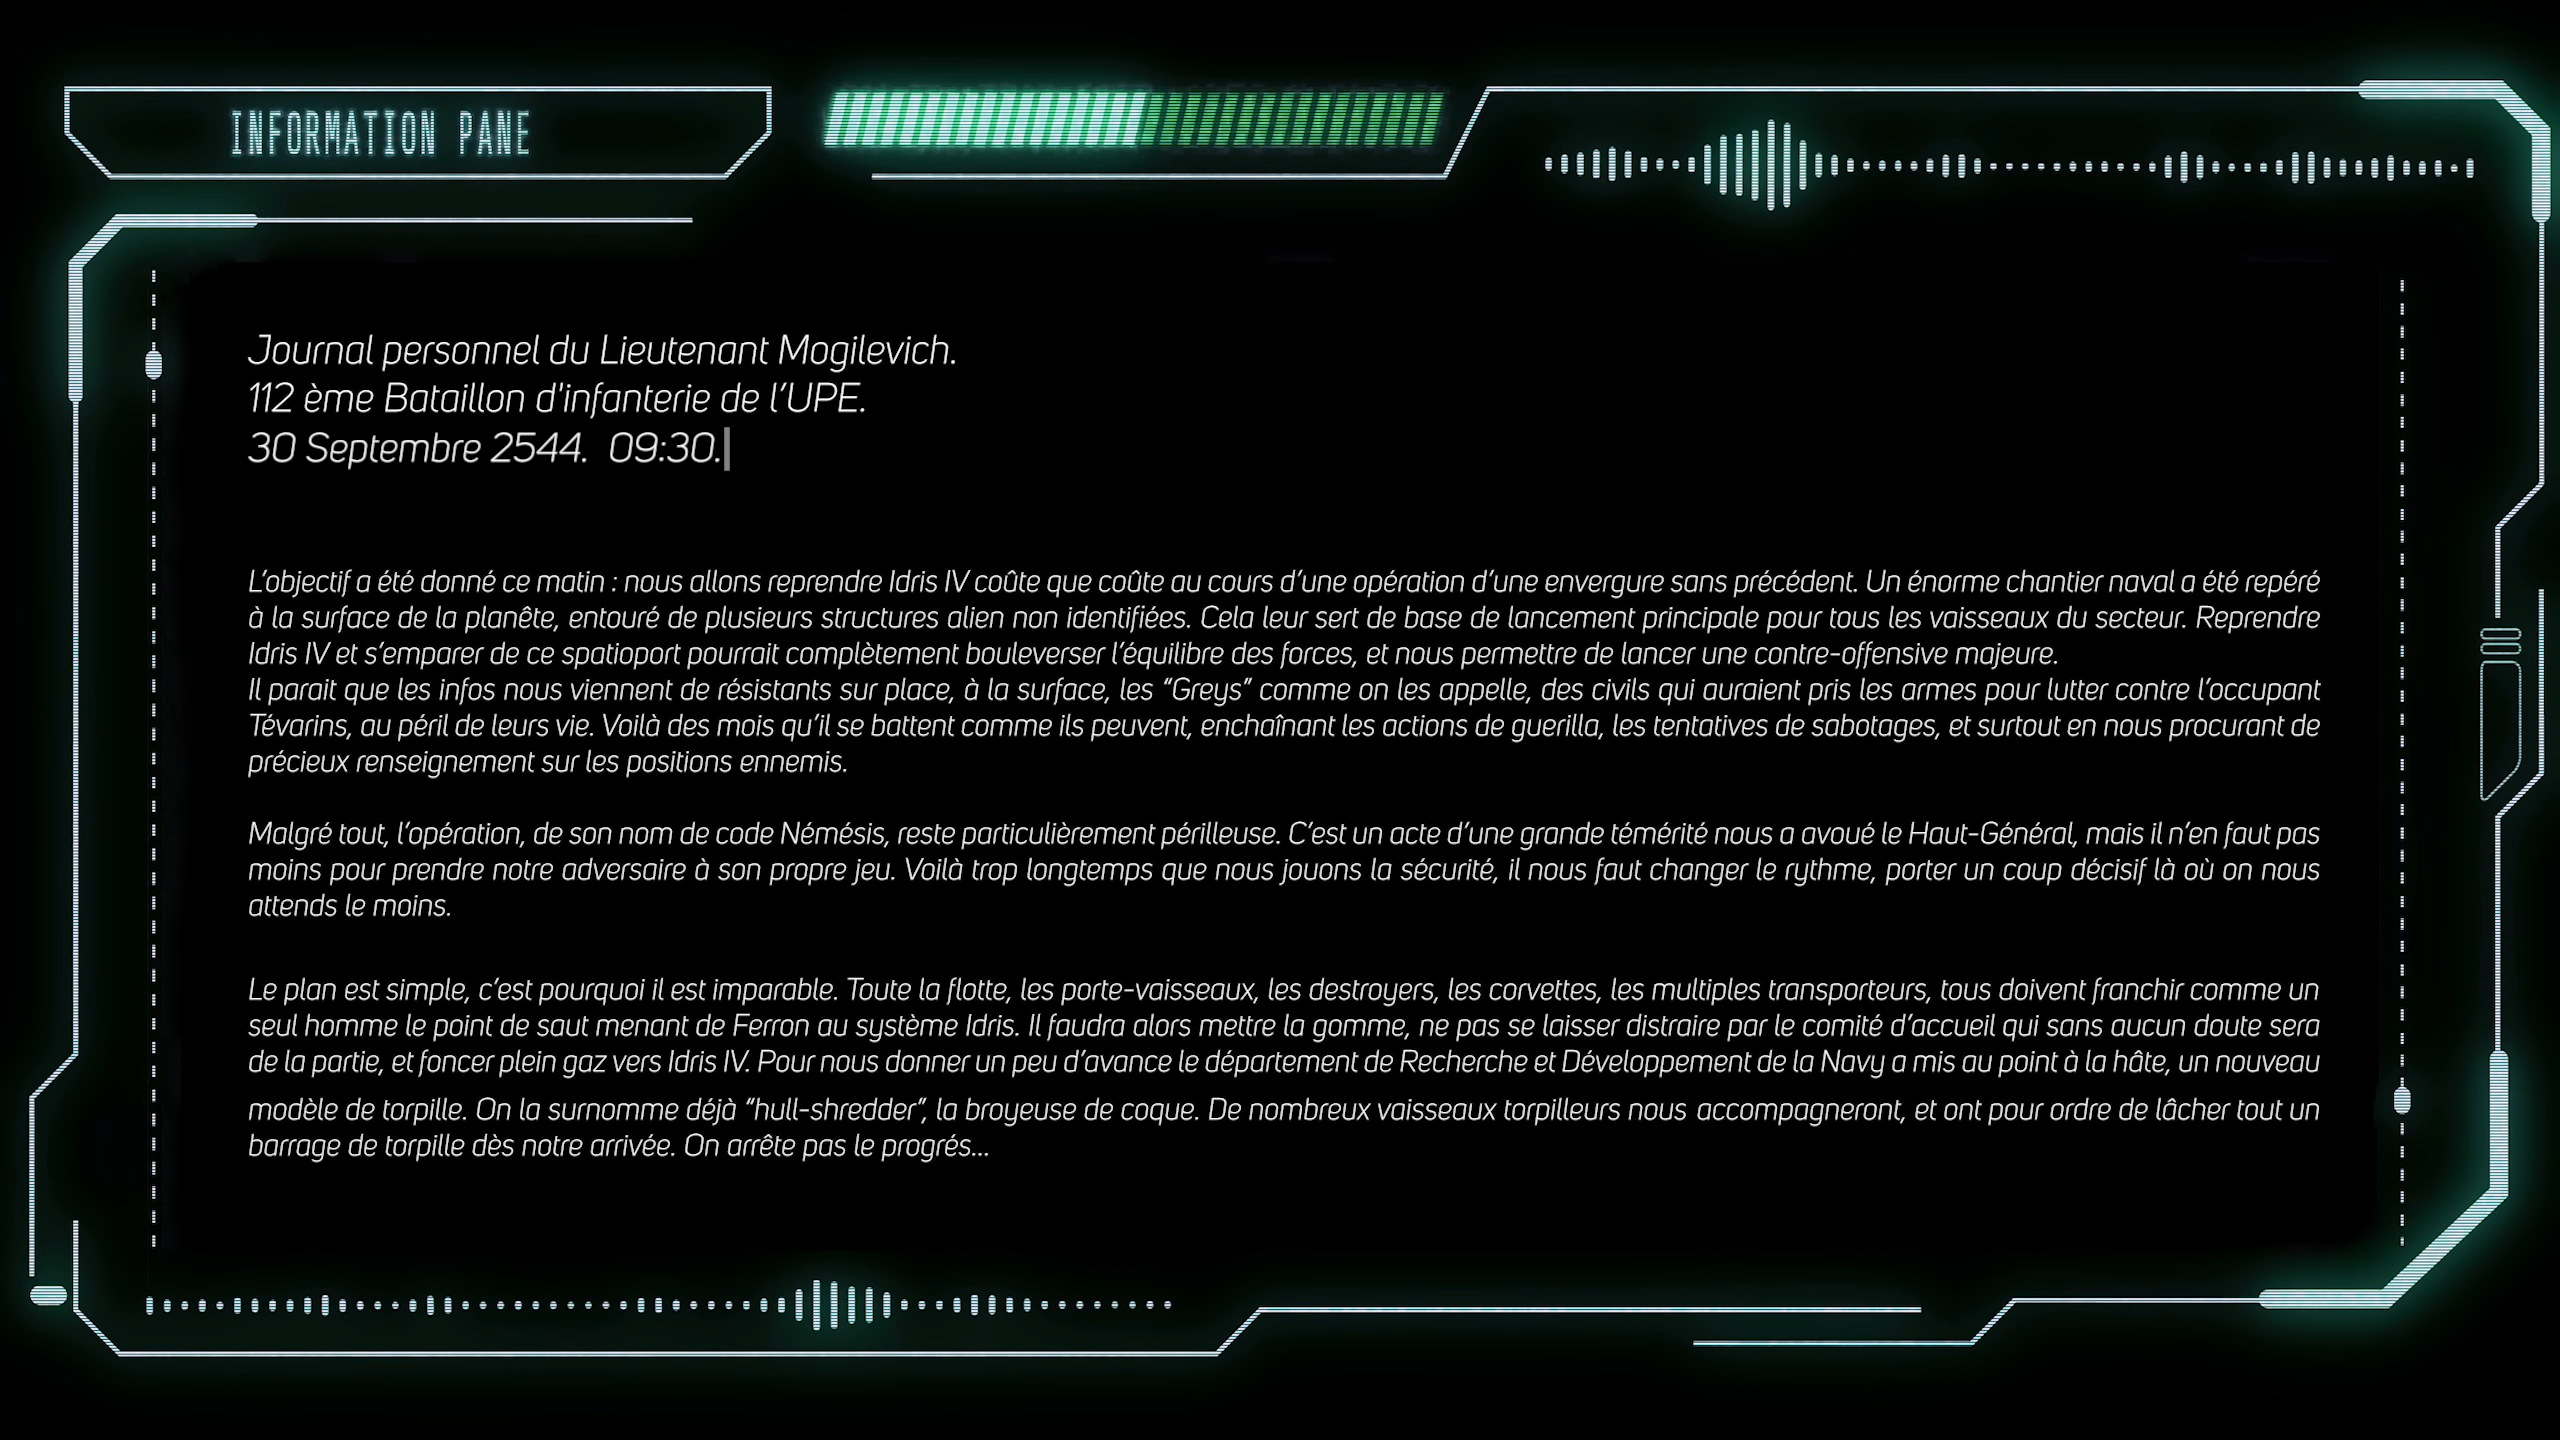 INFORMATION PANE
Journal personnel du Lieutenant Mogilevich.
112 ème Bataillon d'infanterie de l’UPE.
30 Septembre 2544.  09:30.
L’objectif a été donné ce matin : nous allons reprendre Idris IV coûte que coûte au cours d’une opération d’une envergure sans précédent. Un énorme chantier naval a été repéré
à la surface de la planête, entouré de plusieurs structures alien non identifiées. Cela leur sert de base de lancement principale pour tous les vaisseaux du secteur. Reprendre
Idris IV et s’emparer de ce spatioport pourrait complètement bouleverser l’équilibre des forces, et nous permettre de lancer une contre-offensive majeure.
Il parait que les infos nous viennent de résistants sur place, à la surface, les “Greys” comme on les appelle, des civils qui auraient pris les armes pour lutter contre l’occupant
Tévarins, au péril de leurs vie. Voilà des mois qu’il se battent comme ils peuvent, enchaînant les actions de guerilla, les tentatives de sabotages, et surtout en nous procurant de
précieux renseignement sur les positions ennemis.
Malgré tout, l’opération, de son nom de code Némésis, reste particulièrement périlleuse. C’est un acte d’une grande témérité nous a avoué le Haut-Général, mais il n’en faut pas
moins pour prendre notre adversaire à son propre jeu. Voilà trop longtemps que nous jouons la sécurité, il nous faut changer le rythme, porter un coup décisif là où on nous
attends le moins.
Le plan est simple, c’est pourquoi il est imparable. Toute la flotte, les porte-vaisseaux, les destroyers, les corvettes, les multiples transporteurs, tous doivent franchir comme un
seul homme le point de saut menant de Ferron au système Idris. Il faudra alors mettre la gomme, ne pas se laisser distraire par le comité d’accueil qui sans aucun doute sera
de la partie, et foncer plein gaz vers Idris IV. Pour nous donner un peu d’avance le département de Recherche et Développement de la Navy a mis au point à la hâte, un nouveau
modèle de torpille. On la surnomme déjà “hull-shredder”, la broyeuse de coque. De nombreux vaisseaux torpilleurs nous accompagneront, et ont pour ordre de lâcher tout un
barrage de torpille dès notre arrivée. On arrête pas le progrés...